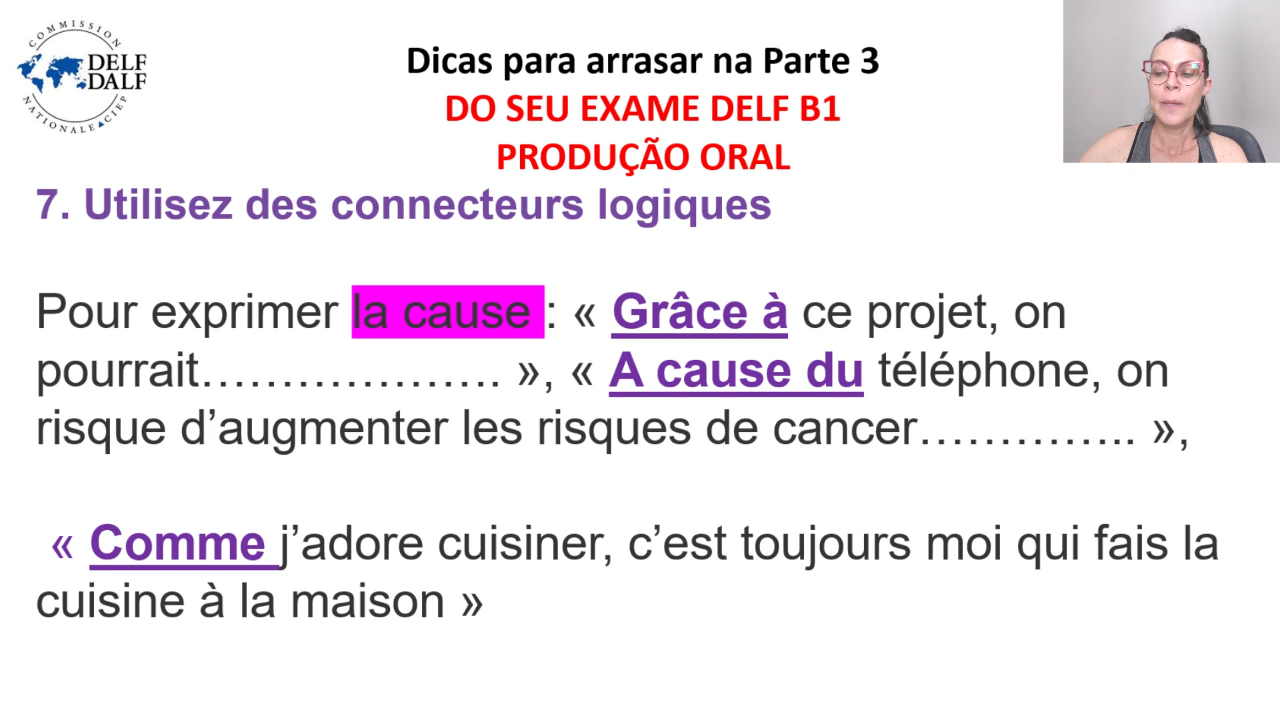 COMMISSION
DELF
DALF
NATIONALE CIEP
Dicas para arrasar na Parte 3
DO SEU EXAME DELF B1
PRODUÇÃO ORAL
7. Utilisez des connecteurs logiques
Pour exprimer la cause : « Grâce à ce projet, on
pourrait………………. », « A cause du téléphone, on
risque d’augmenter les risques de cancer………….. »,
« Comme j’adore cuisiner, c’est toujours moi qui fais la
cuisine à la maison »